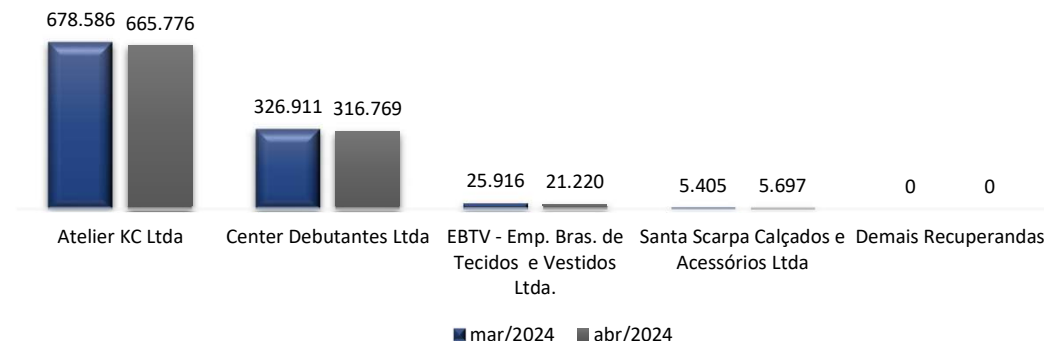 678.586 665.776
326.911 316.769
25.916 21.220
5.405 5.697
0 0
Atelier KC Ltda
Center Debutantes Ltda
EBTV - Emp. Bras. de
Tecidos e Vestidos
Ltda.
Santa Scarpa Calçados e
Acessórios Ltda
Demais Recuperandas
mar/2024 abr/2024